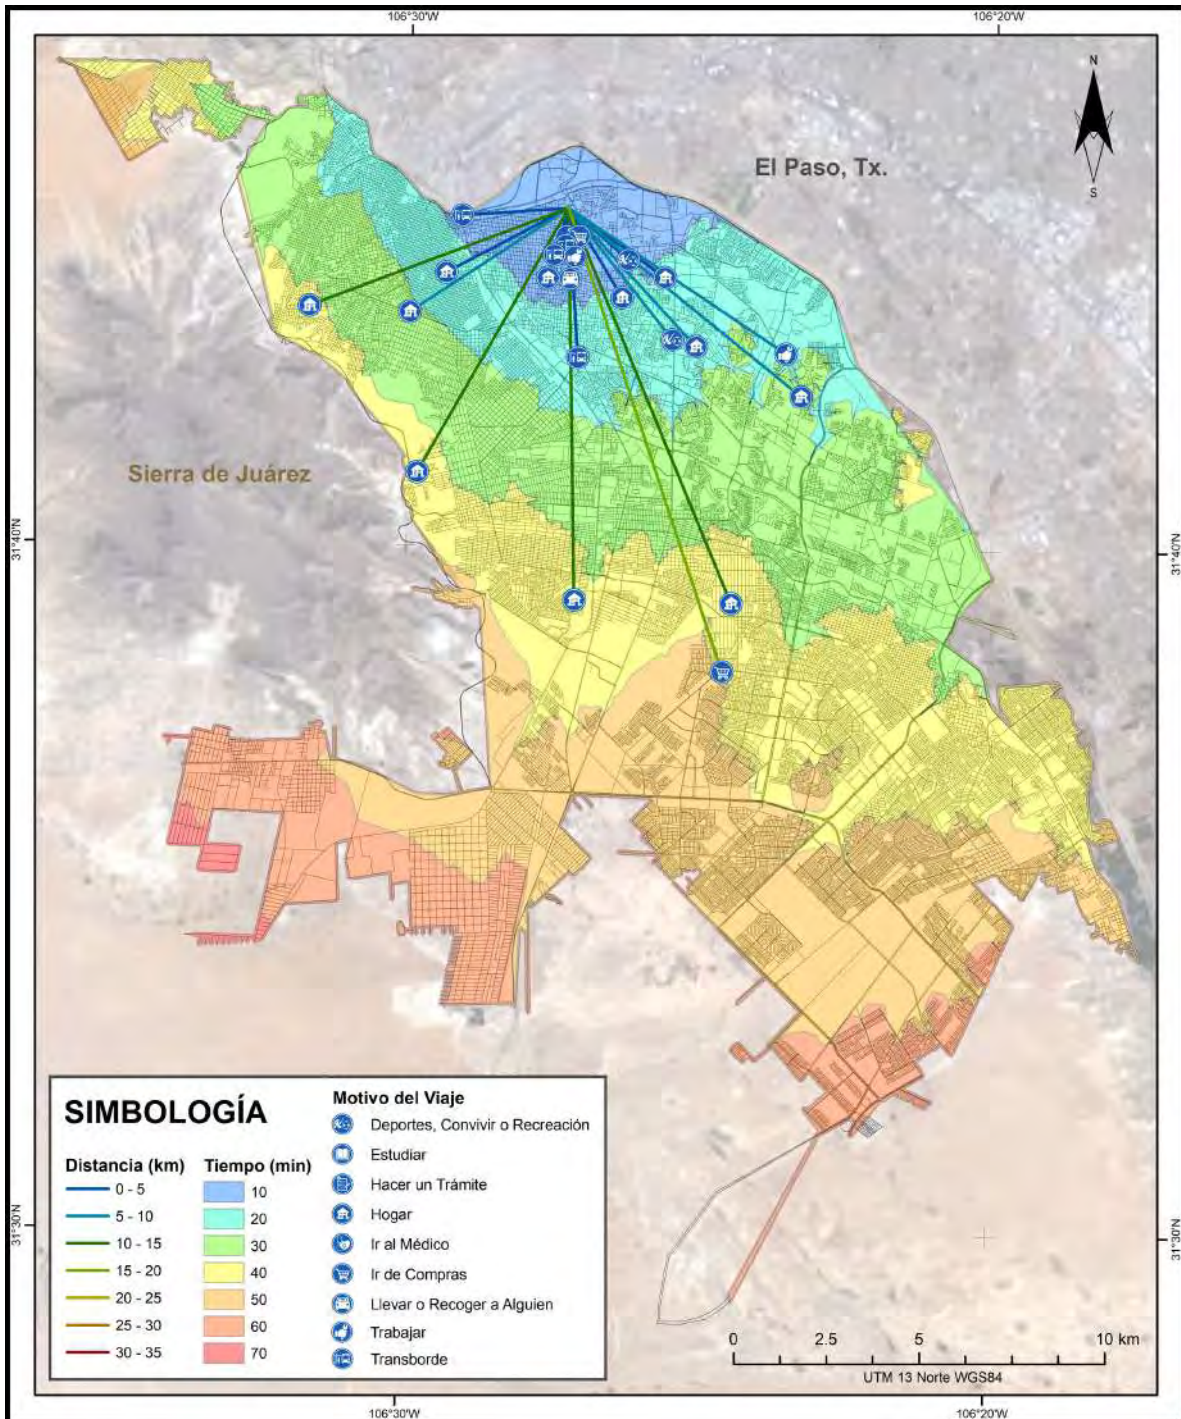 106°30'W
106°20'W
N
S
El Paso, Tx.
Sierra de Juárez
31°40'N
31°40'N
SIMBOLOGÍA
Distancia (km)
0 - 5
5 - 10
10 - 15
15 - 20
20 - 25
25 - 30
30 - 35
Tiempo (min)
10
20
30
40
50
60
70
Motivo del Viaje
Deportes, Convivir o Recreación
Estudiar
Hacer un Trámite
Hogar
Ir al Médico
Ir de Compras
Llevar o Recoger a Alguien
Trabajar
Transborde
31°30'N
31°30'N
0 2.5 5 10 km
UTM 13 Norte WGS84
106°30'W
106°20'W